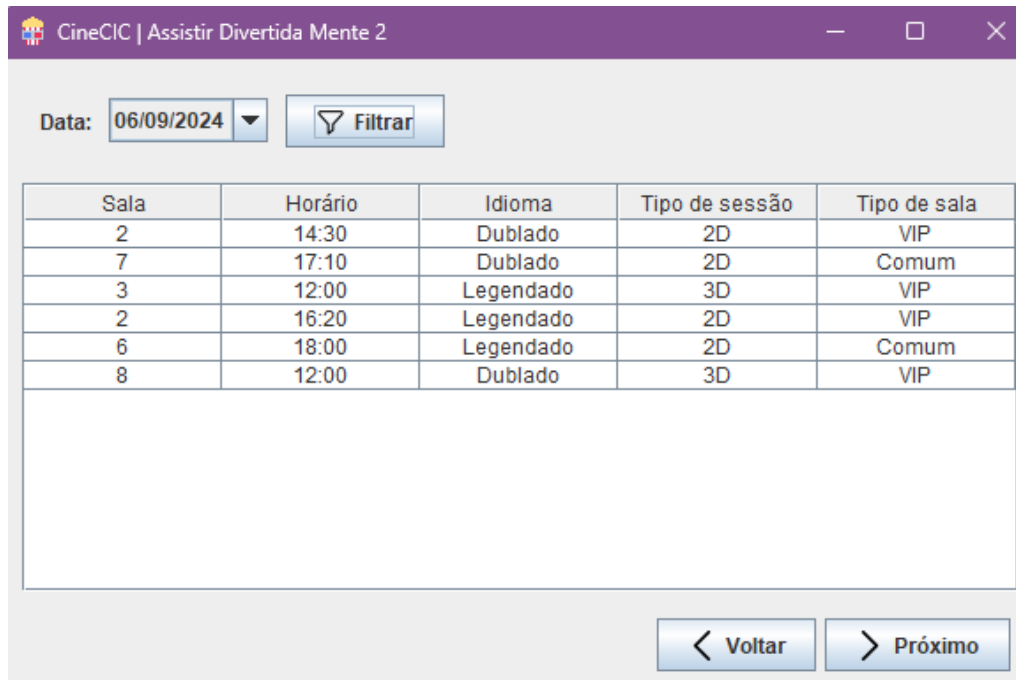 CineCIC | Assistir Divertida Mente 2
Data: 06/09/2024 Filtrar
Sala Horário Idioma Tipo de sessão Tipo de sala
2 14:30 Dublado 2D VIP
7 17:10 Dublado 2D Comum
3 12:00 Legendado 3D VIP
2 16:20 Legendado 2D VIP
6 18:00 Legendado 2D Comum
8 12:00 Dublado 3D VIP
Voltar Próximo